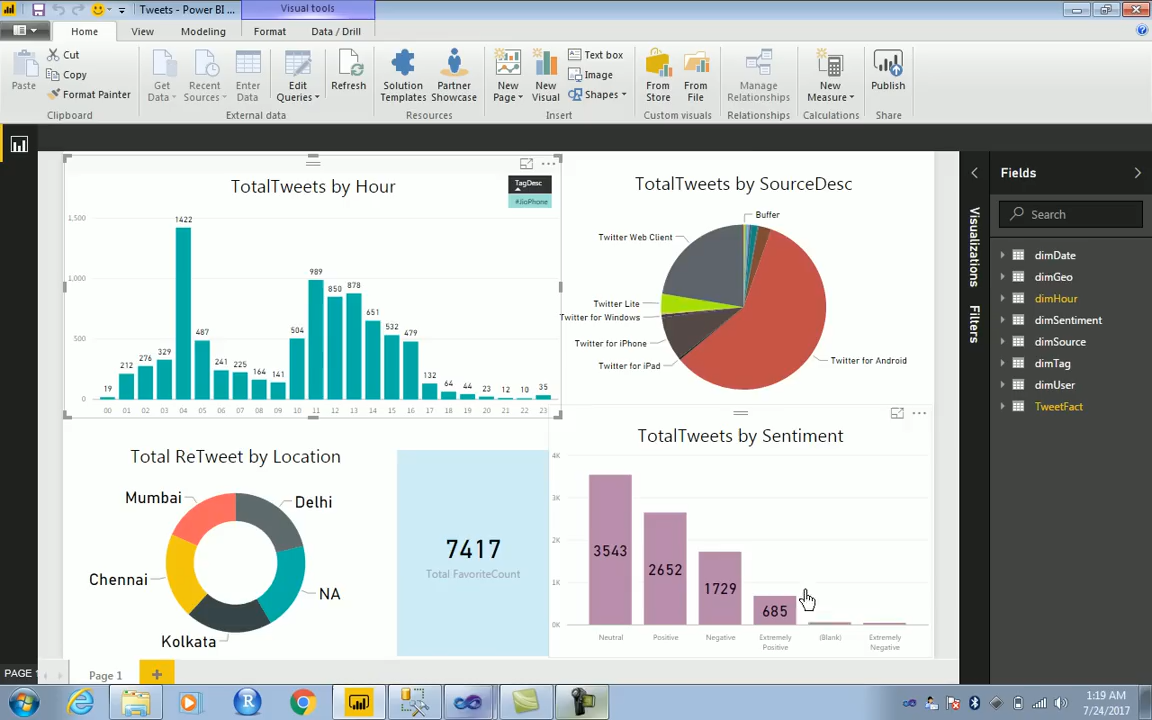 Tweets - Power BI ...
Visual tools
Home
View
Modeling
Format
Data / Drill
Paste
Cut
Copy
Format Painter
Clipboard
Get Data
Recent Sources
Enter Data
Edit Queries
Refresh
External data
Solution Templates
Partner Showcase
Resources
New Page
New Visual
Text box
Image
Shapes
Insert
From Store
From File
Custom visuals
Manage Relationships
Relationships
New Measure
Calculations
Publish
Share
TotalTweets by Hour
TagDesc
#JioPhone
1,500
1,000
500
0
19
212
276
329
1422
487
241
225
164
141
504
989
850
878
651
532
479
132
64
44
23
12
10
35
00 01 02 03 04 05 06 07 08 09 10 11 12 13 14 15 16 17 18 19 20 21 22 23
TotalTweets by SourceDesc
Buffer
Twitter Web Client
Twitter Lite
Twitter for Windows
Twitter for iPhone
Twitter for iPad
Twitter for Android
Total ReTweet by Location
Mumbai
Delhi
Chennai
NA
Kolkata
7417
Total FavoriteCount
TotalTweets by Sentiment
4K
3K
2K
1K
0K
3543
2652
1729
685
Neutral
Positive
Negative
Extremely Positive
(Blank)
Extremely Negative
Visualizations
Filters
Fields
Search
dimDate
dimGeo
dimHour
dimSentiment
dimSource
dimTag
dimUser
TweetFact
PAGE 1
Page 1
1:19 AM
7/24/2017